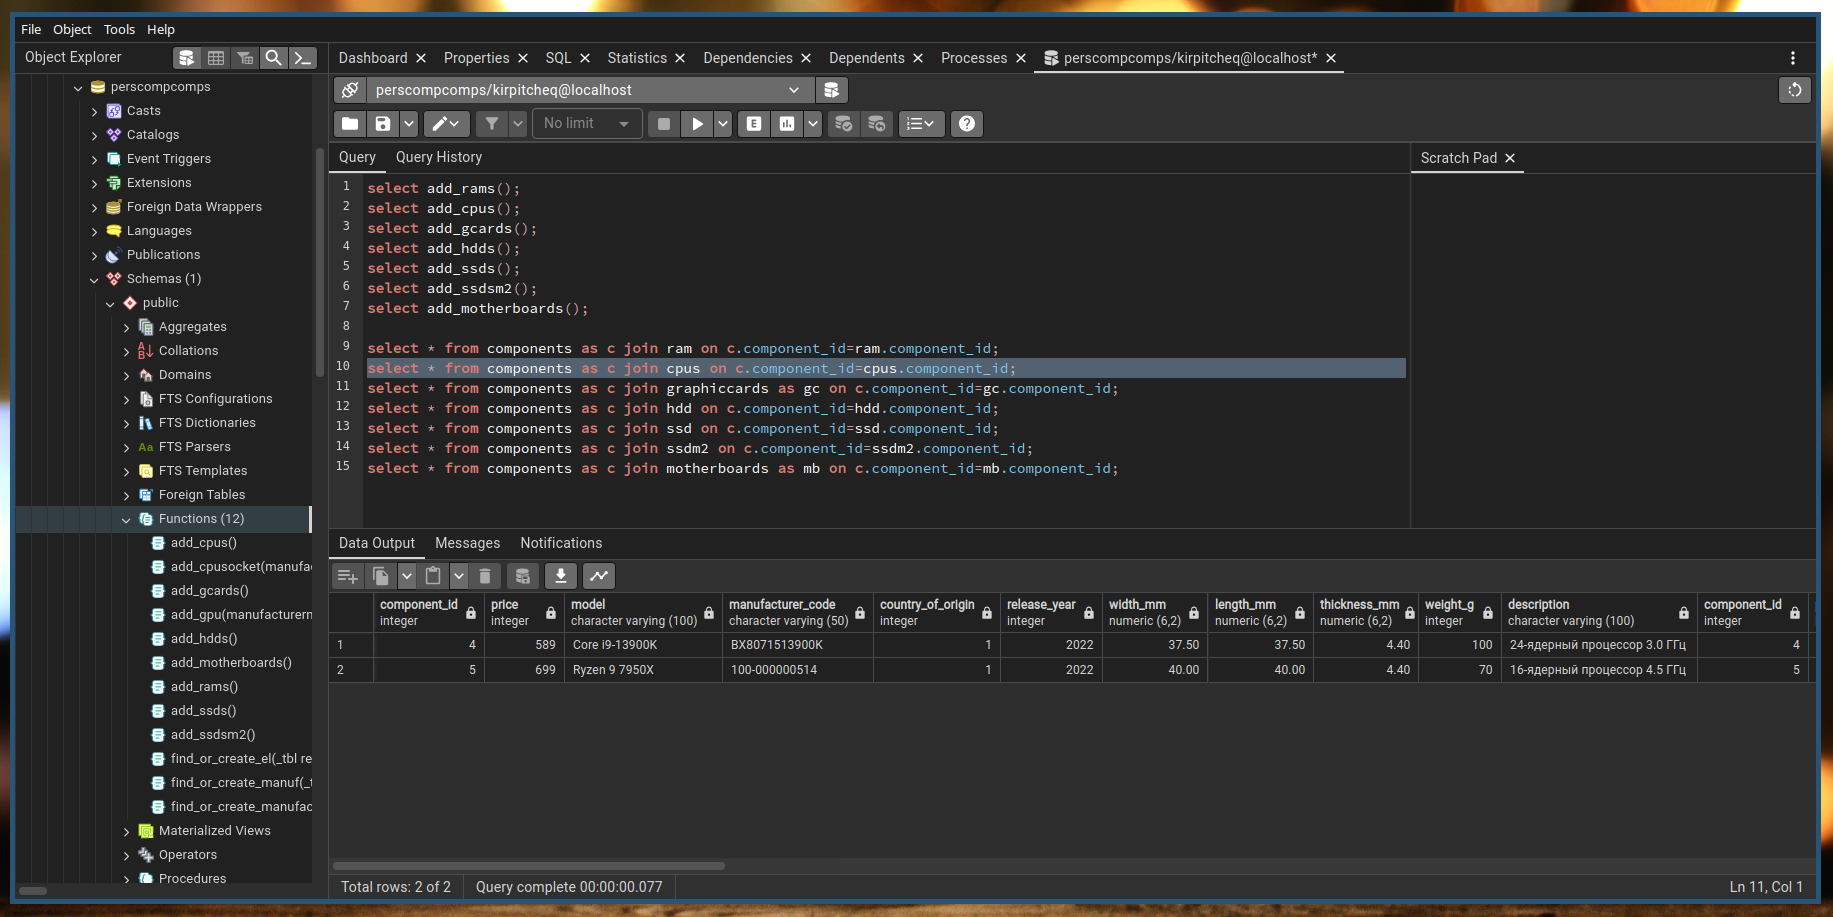 File Object Tools Help
Object Explorer
Dashboard Properties SQL Statistics Dependencies Dependents Processes perscompcomps/kirpitcheq@localhost*
perscompcomps/kirpitcheq@localhost
No limit E
Query Query History
Scratch Pad
perscompcomps
Casts
Catalogs
Event Triggers
Extensions
Foreign Data Wrappers
Languages
Publications
Schemas (1)
public
Aggregates
Collations
Domains
FTS Configurations
FTS Dictionaries
Aa FTS Parsers
FTS Templates
Foreign Tables
Functions (12)
add_cpus()
add_cpusocket(manufa
add_gcards()
add_gpu(manufacturern
add_hdds()
add_motherboards()
add_rams()
add_ssds()
add_ssdsm2()
find_or_create_el(_tbl re
find_or_create_manuf(_t
find_or_create_manufac
Materialized Views
Operators
Procedures
1 select add_rams();
2 select add_cpus();
3 select add_gcards();
4 select add_hdds();
5 select add_ssds();
6 select add_ssdsm2();
7 select add_motherboards();
8
9 select * from components as c join ram on c.component_id=ram.component_id;
10 select * from components as c join cpus on c.component_id=cpus.component_id;
11 select * from components as c join graphiccards as gc on c.component_id=gc.component_id;
12 select * from components as c join hdd on c.component_id=hdd.component_id;
13 select * from components as c join ssd on c.component_id=ssd.component_id;
14 select * from components as c join ssdm2 on c.component_id=ssdm2.component_id;
15 select * from components as c join motherboards as mb on c.component_id=mb.component_id;
Data Output Messages Notifications
component_id price model manufacturer_code country_of_origin release_year width_mm length_mm thickness_mm weight_g description component_id
integer integer character varying (100) character varying (50) integer integer numeric (6,2) numeric (6,2) numeric (6,2) integer character varying (100) integer
1 4 589 Core i9-13900K BX8071513900K 1 2022 37.50 37.50 4.40 100 24-ядерный процессор 3.0 ГГц 4
2 5 699 Ryzen 9 7950X 100-000000514 1 2022 40.00 40.00 4.40 70 16-ядерный процессор 4.5 ГГц 5
Total rows: 2 of 2 Query complete 00:00:00.077 Ln 11, Col 1